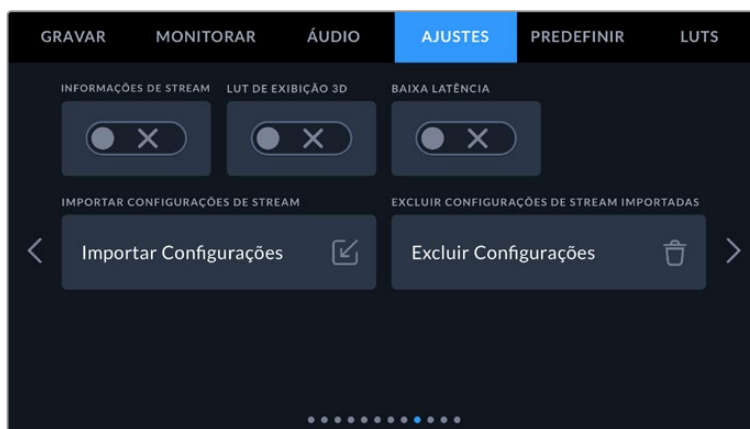 GRAVAR MONITORAR ÁUDIO AJUSTES PREDEFINIR LUTS
INFORMAÇÕES DE STREAM LUT DE EXIBIÇÃO 3D BAIXA LATÊNCIA
IMPORTAR CONFIGURAÇÕES DE STREAM EXCLUIR CONFIGURAÇÕES DE STREAM IMPORTADAS
Importar Configurações Excluir Configurações